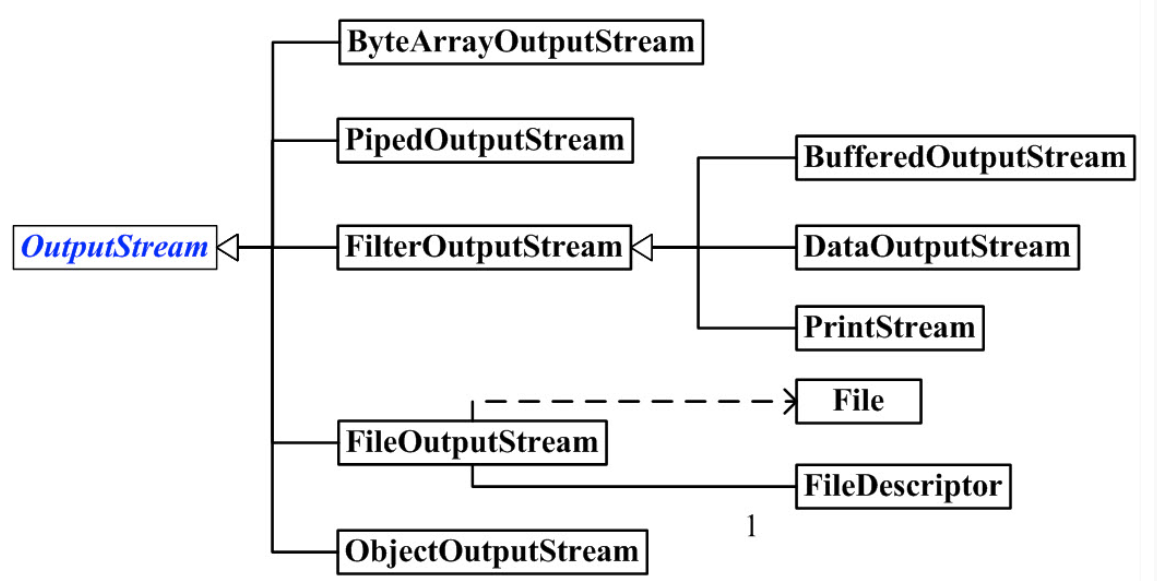 ByteArrayOutputStream
PipedOutputStream
BufferedOutputStream
OutputStream
FilterOutputStream
DataOutputStream
PrintStream
File
FileOutputStream
FileDescriptor
1
ObjectOutputStream